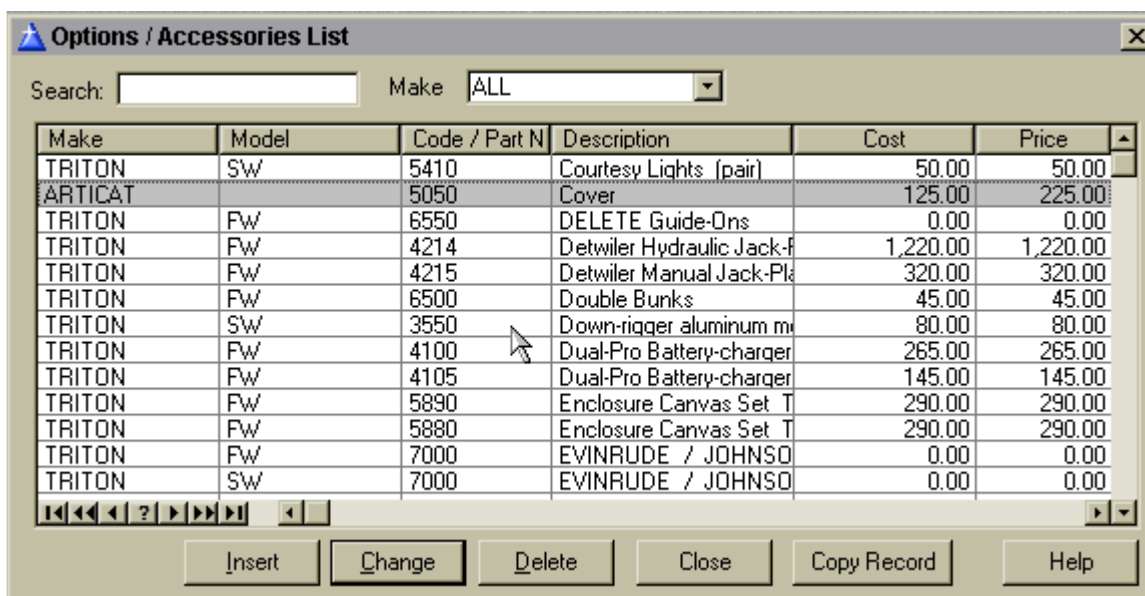 Options / Accessories List
Search: Make ALL
Make Model Code / Part N Description Cost Price
TRITON SW 5410 Courtesy Lights (pair) 50.00 50.00
ARTICAT 5050 Cover 125.00 225.00
TRITON FW 6550 DELETE Guide-Ons 0.00 0.00
TRITON FW 4214 Detwiler Hydraulic Jack-P 1,220.00 1,220.00
TRITON FW 4215 Detwiler Manual Jack-Pla 320.00 320.00
TRITON FW 6500 Double Bunks 45.00 45.00
TRITON SW 3550 Down-rigger aluminum mo 80.00 80.00
TRITON FW 4100 Dual-Pro Battery-charger 265.00 265.00
TRITON FW 4105 Dual-Pro Battery-charger 145.00 145.00
TRITON FW 5890 Enclosure Canvas Set T 290.00 290.00
TRITON FW 5880 Enclosure Canvas Set T 290.00 290.00
TRITON FW 7000 EVINRUDE / JOHNSO 0.00 0.00
TRITON SW 7000 EVINRUDE / JOHNSO 0.00 0.00
?
Insert Change Delete Close Copy Record Help